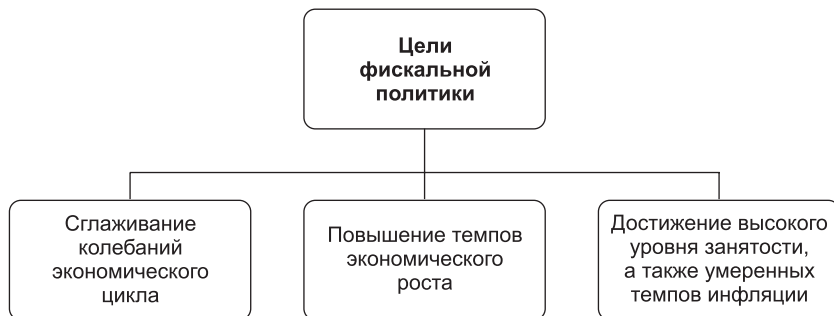 Цели
фискальной
политики
Сглаживание
колебаний
экономического
цикла
Повышение темпов
экономического
роста
Достижение высокого
уровня занятости,
а также умеренных
темпов инфляции